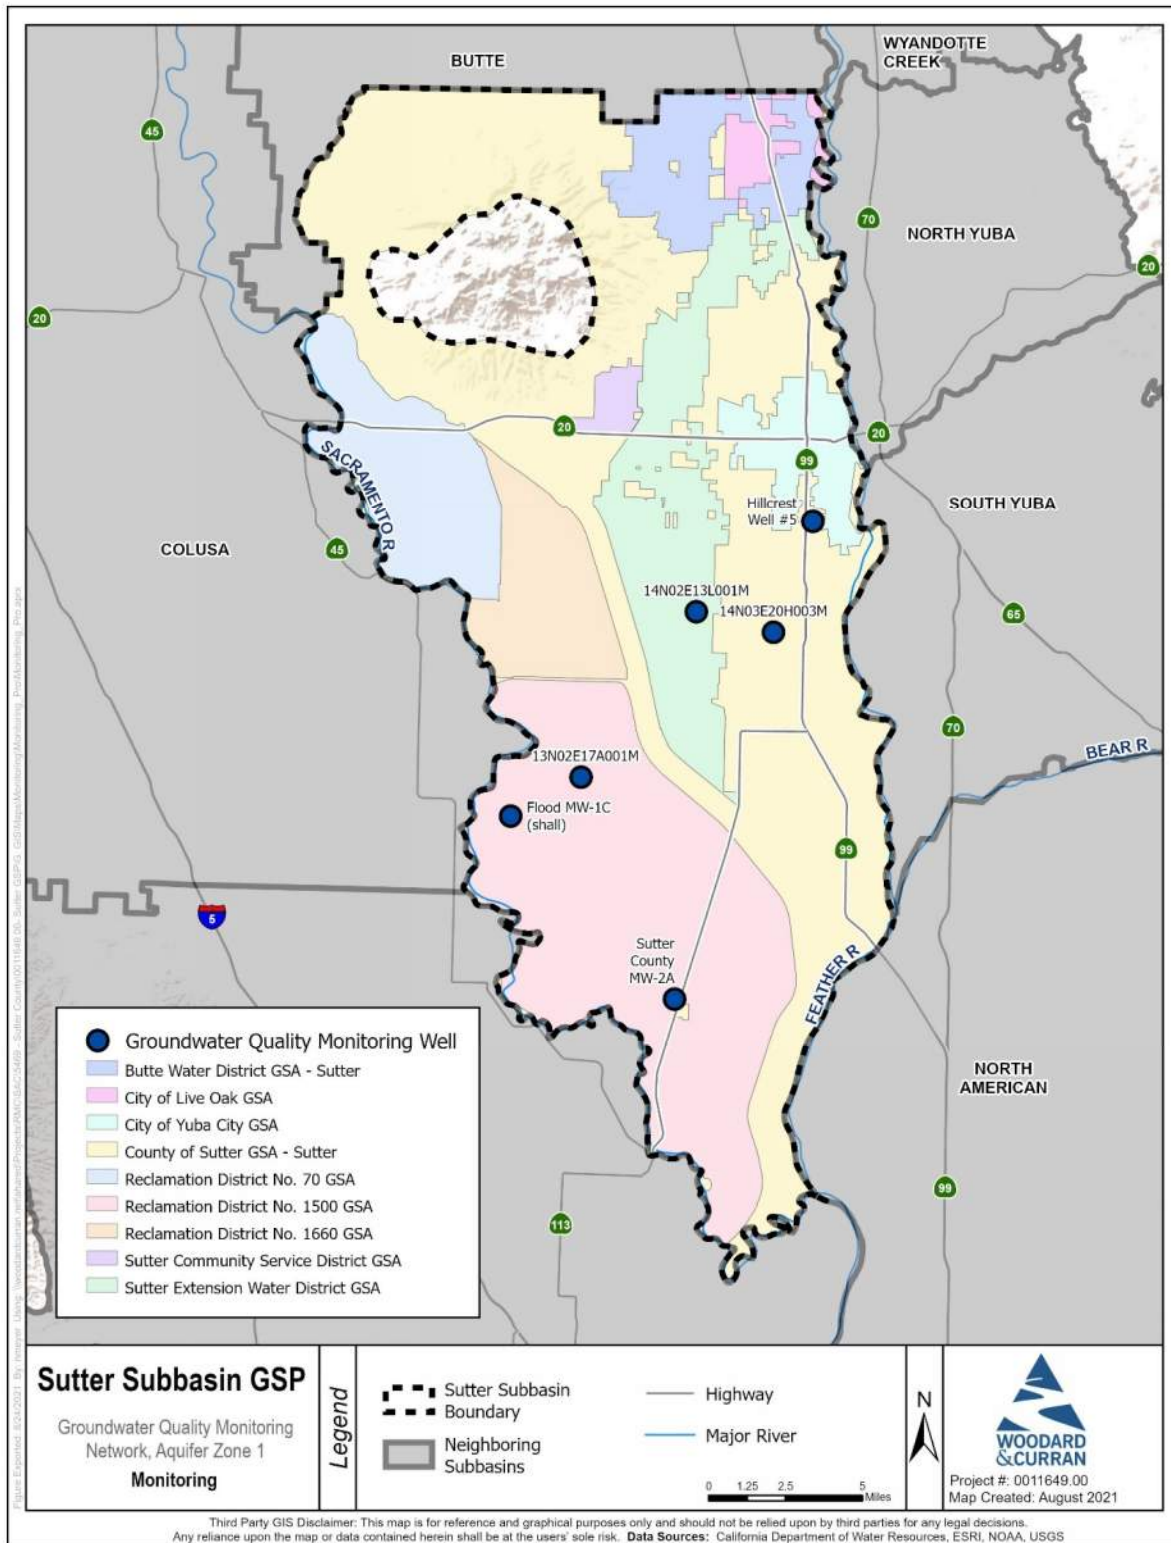 BUTTE
WYANDOTTE
CREEK
45
70
NORTH YUBA
20
20
20
20
SACRAMENTO R
99
Hillcrest
Well #5
SOUTH YUBA
COLUSA
45
14N02E13L001M
14N03E20H003M
65
70
BEAR R
13N02E17A001M
Flood MW-1C
(shall)
99
5
Sutter
County
MW-2A
FEATHER R
NORTH
AMERICAN
99
113
Groundwater Quality Monitoring Well
Butte Water District GSA - Sutter
City of Live Oak GSA
City of Yuba City GSA
County of Sutter GSA - Sutter
Reclamation District No. 70 GSA
Reclamation District No. 1500 GSA
Reclamation District No. 1660 GSA
Sutter Community Service District GSA
Sutter Extension Water District GSA
Sutter Subbasin GSP
Groundwater Quality Monitoring
Network, Aquifer Zone 1
Monitoring
Legend
Sutter Subbasin
Boundary
Neighboring
Subbasins
Highway
Major River
0 1.25 2.5 5
Miles
N
WOODARD
&CURRAN
Project #: 0011649.00
Map Created: August 2021
Third Party GIS Disclaimer: This map is for reference and graphical purposes only and should not be relied upon by third parties for any legal decisions.
Any reliance upon the map or data contained herein shall be at the users' sole risk. Data Sources: California Department of Water Resources, ESRI, NOAA, USGS